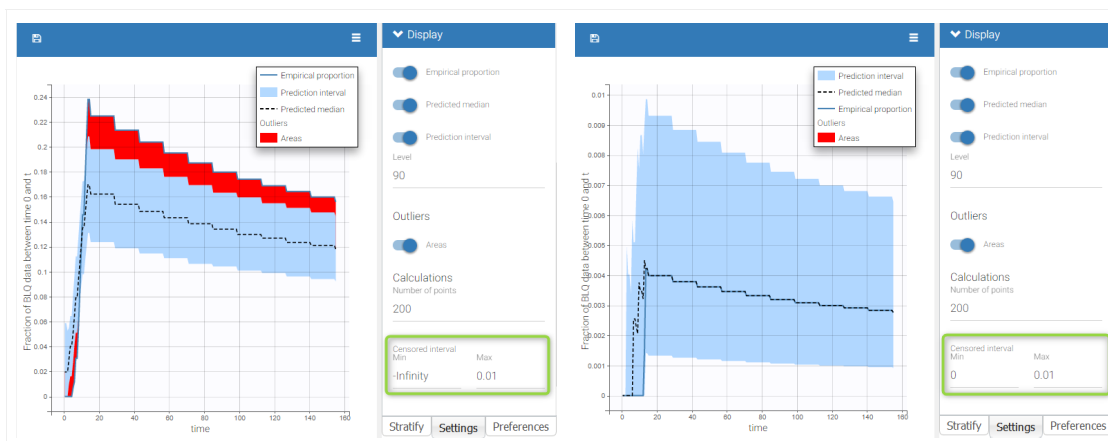 Empirical proportion
Prediction interval
Predicted median
Outliers
Areas
Fraction of BLQ data between time 0 and t
0.24
0.22
0.2
0.18
0.16
0.14
0.12
0.1
0.08
0.06
0.04
0.02
0
0 20 40 60 80 100 120 140 160
time
Display
Empirical proportion
Predicted median
Prediction interval
Level
90
Outliers
Areas
Calculations
Number of points
200
Censored interval
Min Max
-Infinity 0.01
Stratify Settings Preferences
Prediction interval
Predicted median
Empirical proportion
Outliers
Areas
Fraction of BLQ data between time 0 and t
0.01
0.009
0.008
0.007
0.006
0.005
0.004
0.003
0.002
0.001
0
0 20 40 60 80 100 120 140 160
time
Display
Empirical proportion
Predicted median
Prediction interval
Level
90
Outliers
Areas
Calculations
Number of points
200
Censored interval
Min Max
0 0.01
Stratify Settings Preferences